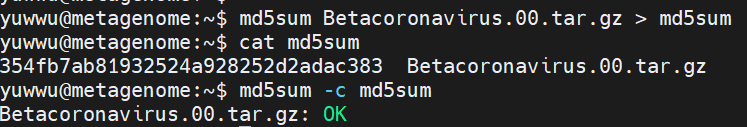 yuwwu@metagenome:~$ md5sum Betacoronavirus.00.tar.gz > md5sum
yuwwu@metagenome:~$ cat md5sum
354fb7ab81932524a928252d2adac383  Betacoronavirus.00.tar.gz
yuwwu@metagenome:~$ md5sum -c md5sum
Betacoronavirus.00.tar.gz: OK